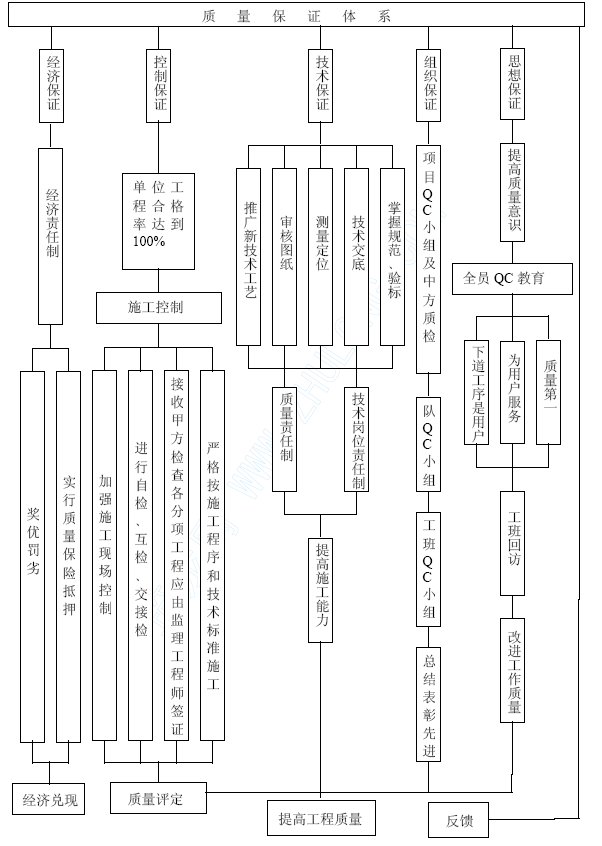 质量保证体系
经济保证
控制保证
技术保证
组织保证
思想保证
经济责任制
单位工
程合格
率达到
100%
施工控制
推广新技术工艺
审核图纸
测量定位
技术交底
掌握规范、验标
项目QC小组及中方质检
提高质量意识
全员QC教育
下道工序是用户
为用户服务
质量第一
奖优罚劣
实行质量保险抵押
加强施工现场控制
进行自检、互检、交接检
接收甲方检查各分项工程应由监理工程师签证
严格按施工程序和技术标准施工
质量责任制
技术岗位责任制
队QC小组
工班回访
提高施工能力
工班QC小组
改进工作质量
总结表彰先进
经济兑现
质量评定
提高工程质量
反馈